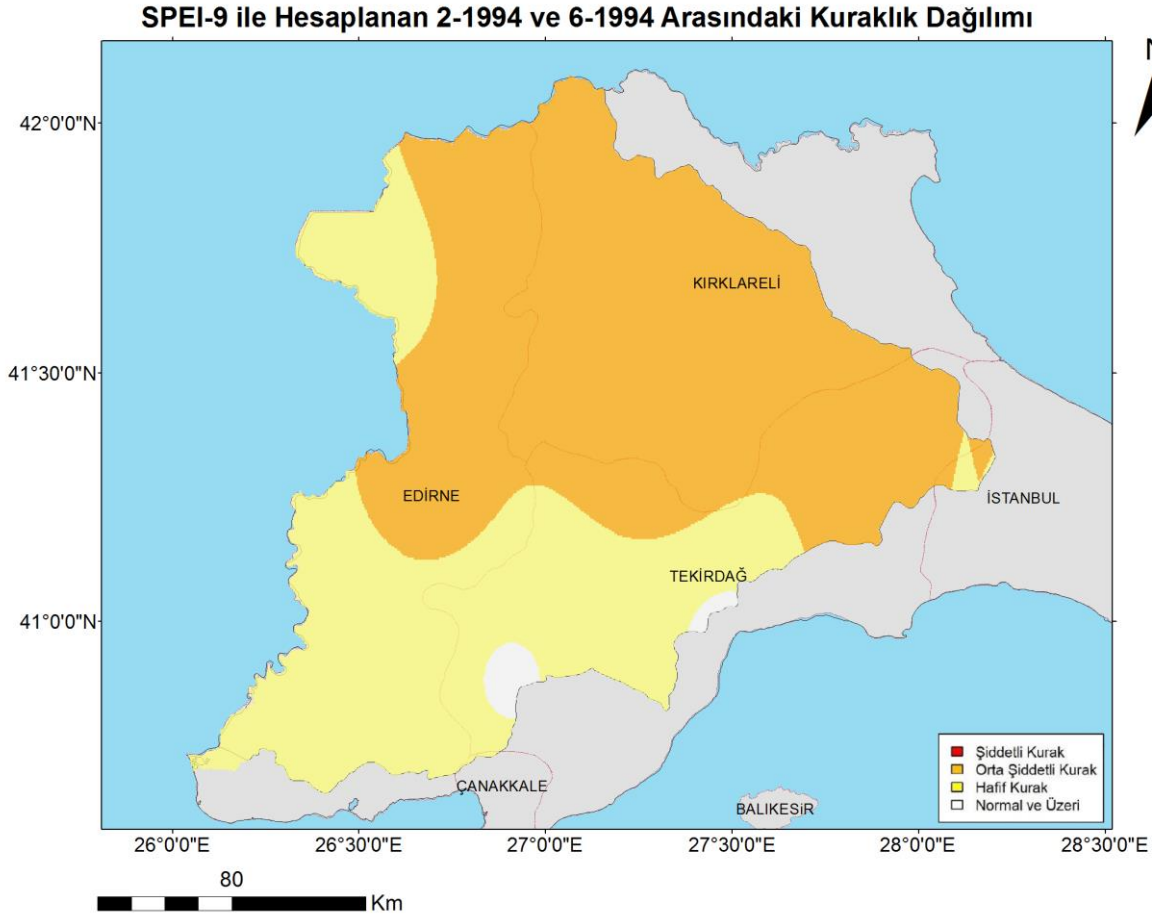 SPEI-9 ile Hesaplanan 2-1994 ve 6-1994 Arasındaki Kuraklık Dağılımı
N
42°0'0"N
KIRKLARELİ
41°30'0"N
EDİRNE
İSTANBUL
TEKİRDAĞ
41°0'0"N
Şiddetli Kurak
Orta Şiddetli Kurak
Hafif Kurak
Normal ve Üzeri
ÇANAKKALE
BALIKESİR
26°0'0"E
26°30'0"E
27°0'0"E
27°30'0"E
28°0'0"E
28°30'0"E
80
Km